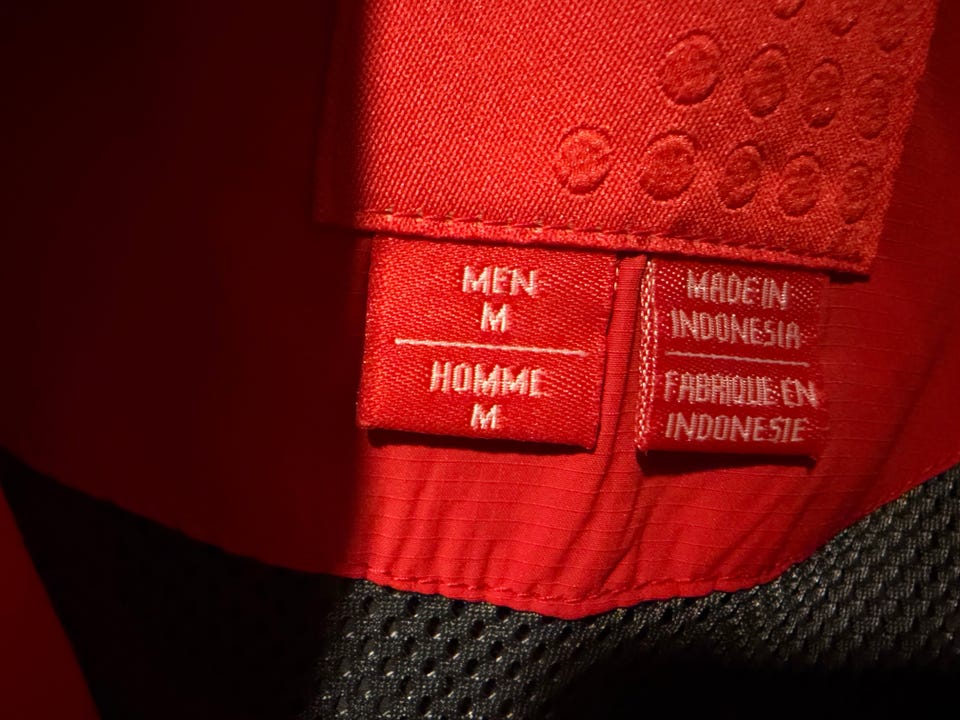 MEN
M
HOMME
M
MADE IN
INDONESIA
FABRIQUE EN
INDONESIE